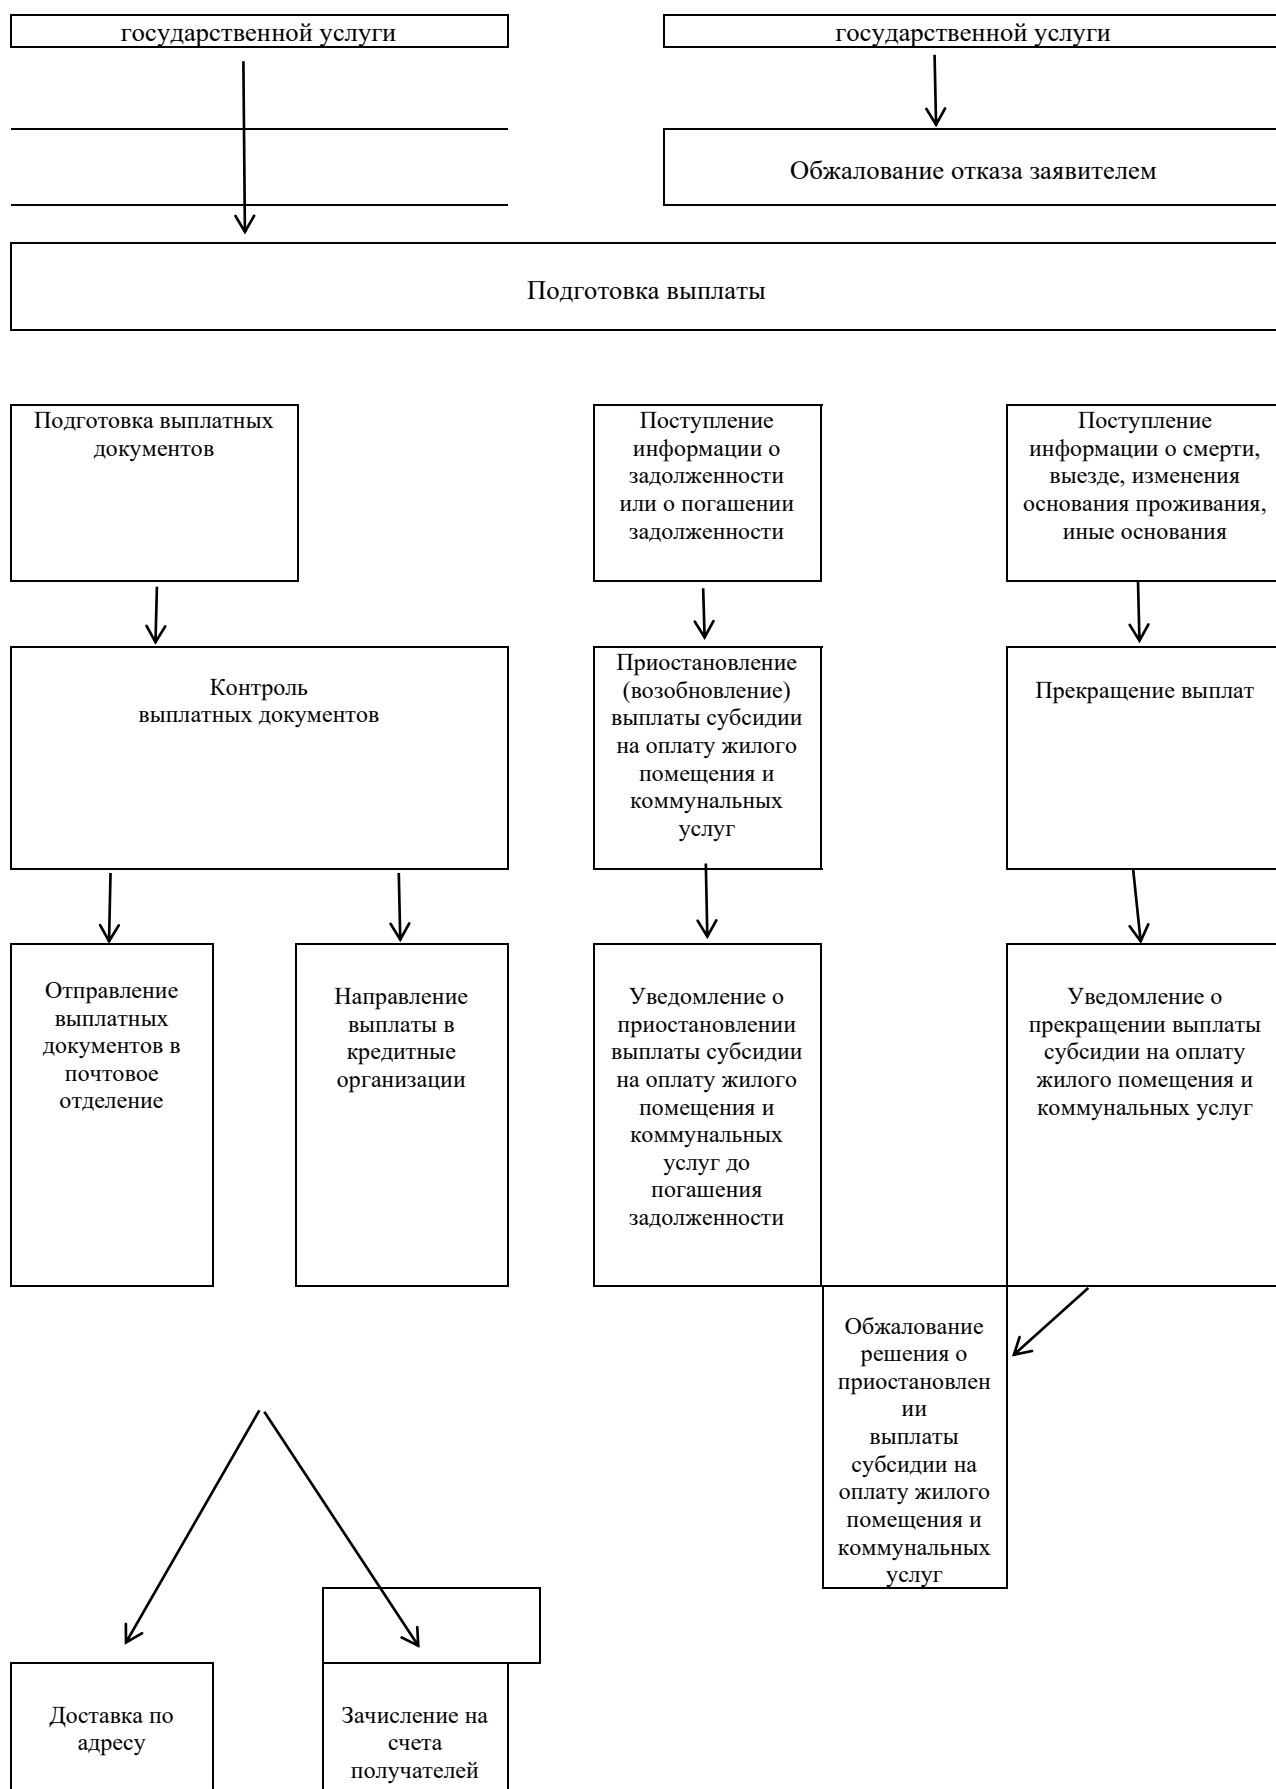 государственной услуги
государственной услуги
Обжалование отказа заявителем
Подготовка выплаты
Подготовка выплатных
документов
Поступление
информации о
задолженности
или о погашении
задолженности
Поступление
информации о смерти,
выезде, изменения
основания проживания,
иные основания
Контроль
выплатных документов
Приостановление
(возобновление)
выплаты субсидии
на оплату жилого
помещения и
коммунальных
услуг
Прекращение выплат
Отправление
выплатных
документов в
почтовое
отделение
Направление
выплаты в
кредитные
организации
Уведомление о
приостановлении
выплаты субсидии
на оплату жилого
помещения и
коммунальных
услуг до
погашения
задолженности
Уведомление о
прекращении выплаты
субсидии на оплату
жилого помещения и
коммунальных услуг
Обжалование
решения о
приостановлен
ии
выплаты
субсидии на
оплату жилого
помещения и
коммунальных
услуг
Доставка по
адресу
Зачисление на
счета
получателей